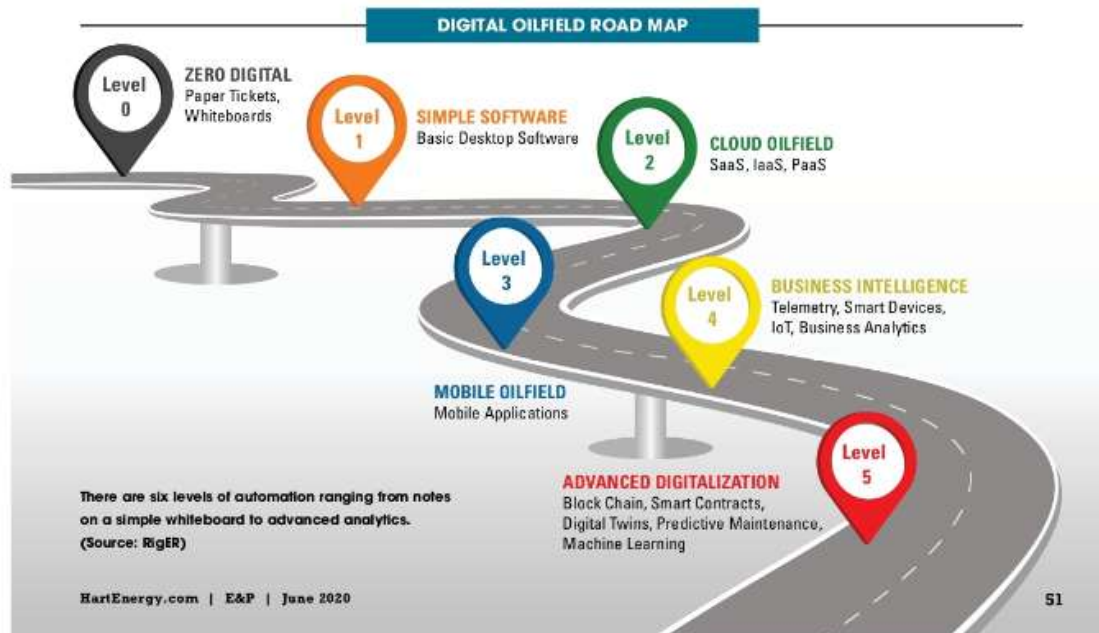 DIGITAL OILFIELD ROAD MAP
Level
0
ZERO DIGITAL
Paper Tickets,
Whiteboards
Level
1
SIMPLE SOFTWARE
Basic Desktop Software
Level
2
CLOUD OILFIELD
SaaS, IaaS, PaaS
Level
3
MOBILE OILFIELD
Mobile Applications
Level
4
BUSINESS INTELLIGENCE
Telemetry, Smart Devices,
IoT, Business Analytics
Level
5
ADVANCED DIGITALIZATION
Block Chain, Smart Contracts,
Digital Twins, Predictive Maintenance,
Machine Learning
There are six levels of automation ranging from notes
on a simple whiteboard to advanced analytics.
(Source: RigER)
HartEnergy.com | E&P | June 2020
51